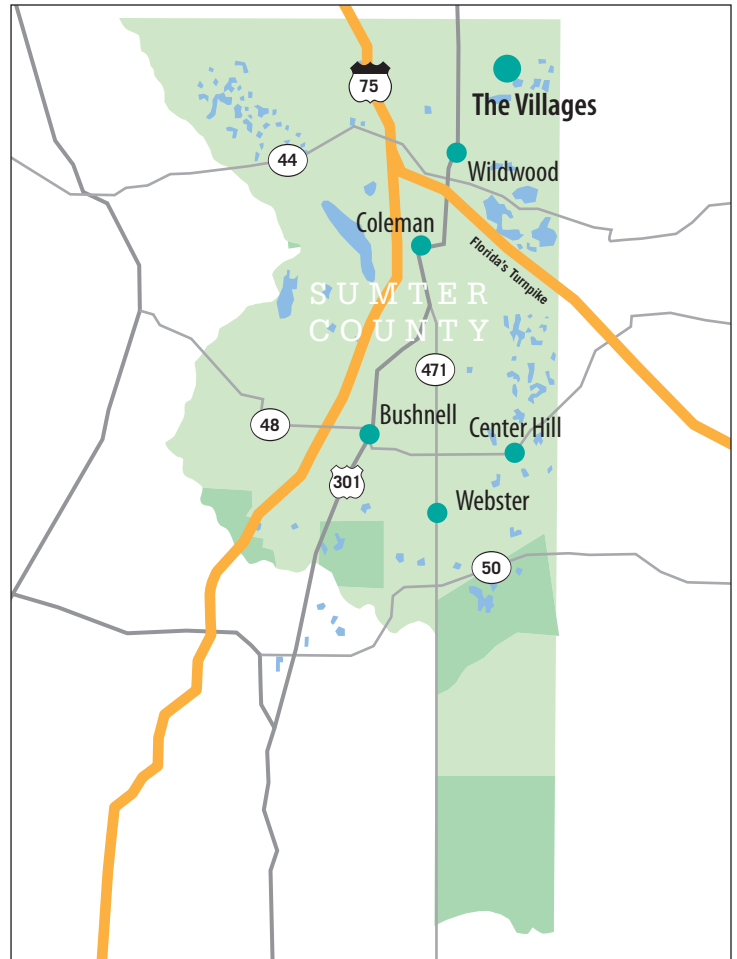 75
The Villages
44
Wildwood
Coleman
Florida's Turnpike
SUMTER
COUNTY
471
Bushnell
48
Center Hill
301
Webster
50